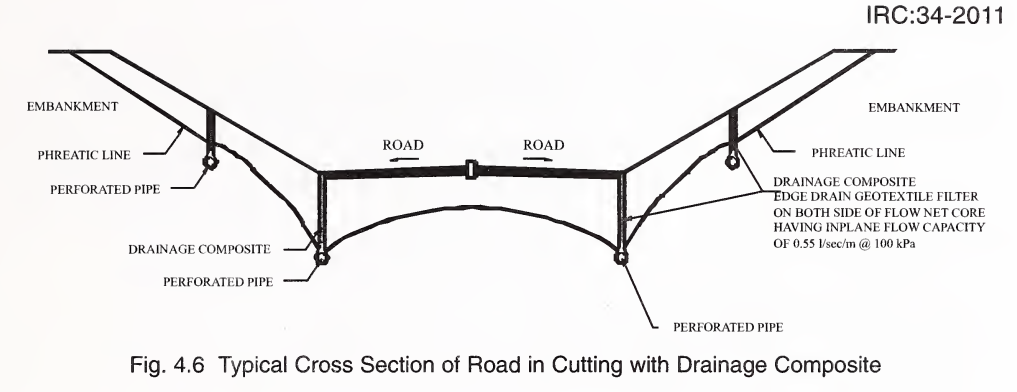 IRC:34-2011
EMBANKMENT
EMBANKMENT
ROAD
ROAD
PHREATIC LINE
PHREATIC LINE
PERFORATED PIPE
DRAINAGE COMPOSITE
EDGE DRAIN GEOTEXTILE FILTER
ON BOTH SIDE OF FLOW NET CORE
HAVING INPLANE FLOW CAPACITY
OF 0.55 l/sec/m @ 100 kPa
DRAINAGE COMPOSITE
PERFORATED PIPE
PERFORATED PIPE
Fig. 4.6 Typical Cross Section of Road in Cutting with Drainage Composite